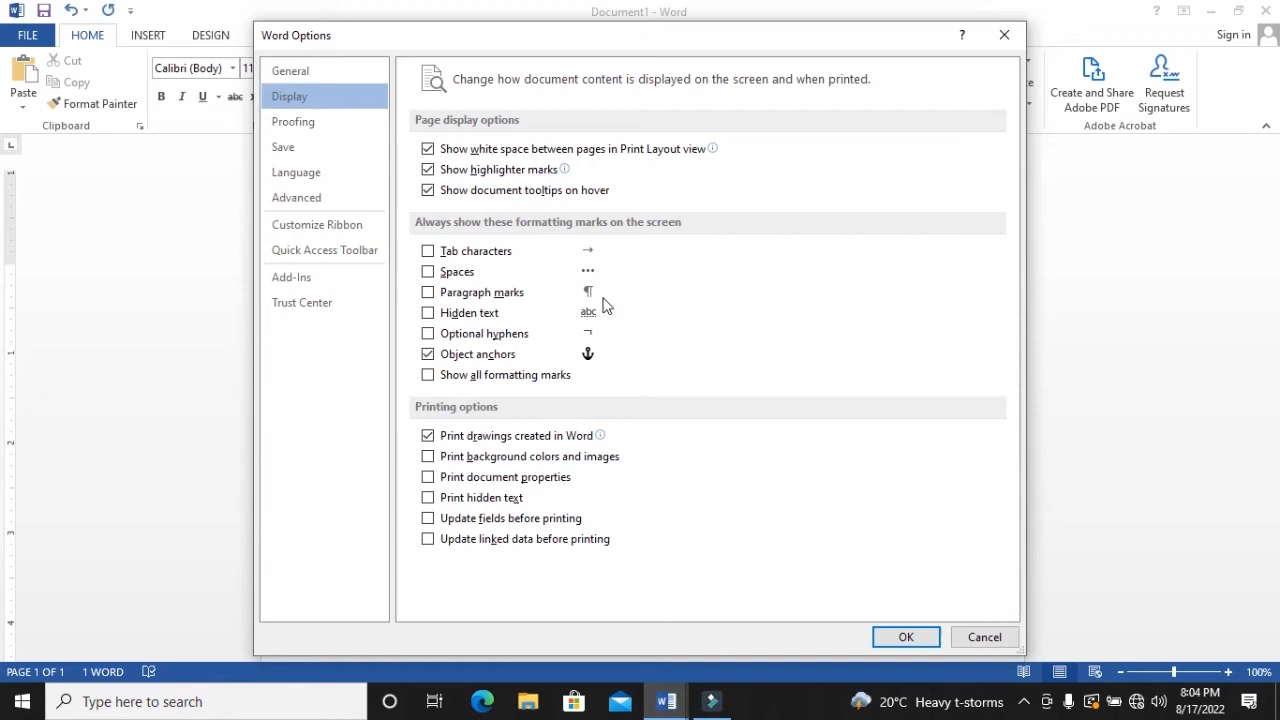 Document1 - Word
FILE HOME INSERT DESIGN
Sign in
Word Options
Cut
Copy
Paste
Format Painter
Clipboard
Calibri (Body) 11
B I U abc
Create and Share Adobe PDF
Request Signatures
Adobe Acrobat
General
Display
Proofing
Save
Language
Advanced
Customize Ribbon
Quick Access Toolbar
Add-Ins
Trust Center
Change how document content is displayed on the screen and when printed.
Page display options
Show white space between pages in Print Layout view
Show highlighter marks
Show document tooltips on hover
Always show these formatting marks on the screen
Tab characters →
Spaces •••
Paragraph marks ¶
Hidden text abc
Optional hyphens ¬
Object anchors
Show all formatting marks
Printing options
Print drawings created in Word
Print background colors and images
Print document properties
Print hidden text
Update fields before printing
Update linked data before printing
OK Cancel
1
1
2
3
4
PAGE 1 OF 1 1 WORD
100%
Type here to search
20°C Heavy t-storms
8:04 PM
8/17/2022